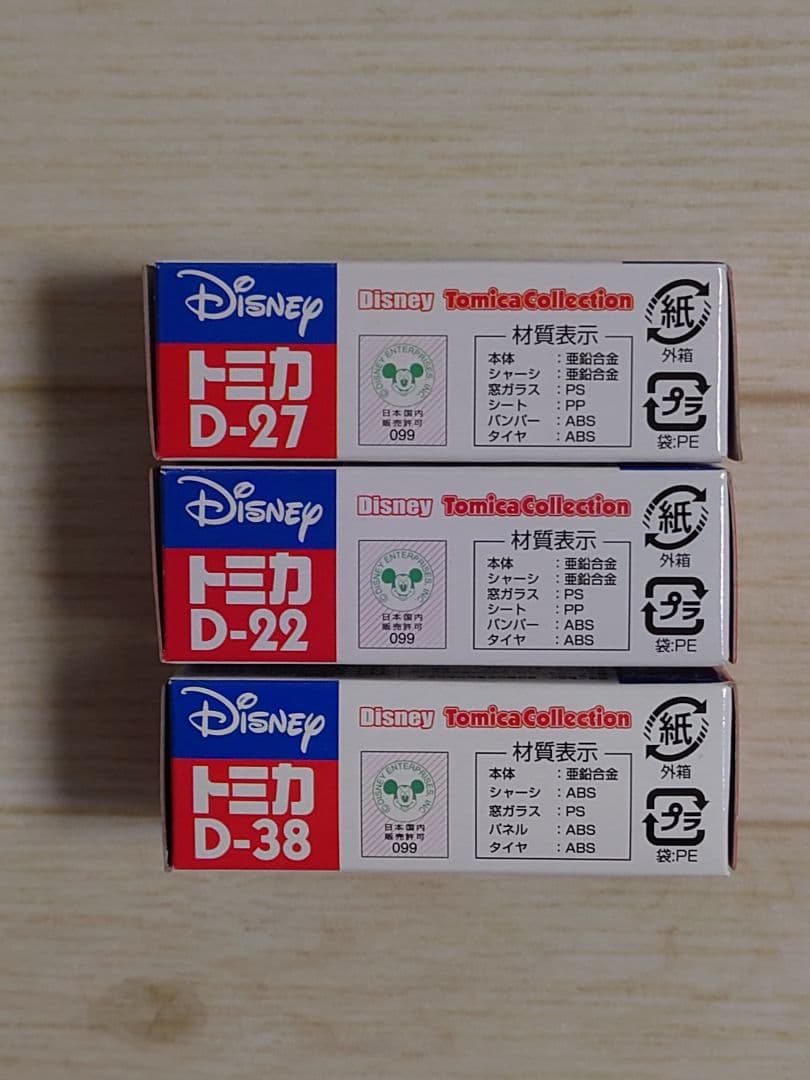 Disney
トミカ
D-27
Disney TomicaCollection
©DISNEY ENTERPRISES, INC
日本国内
販売許可
099
材質表示
本体 :亜鉛合金
シャーシ :亜鉛合金
窓ガラス :PS
シート :PP
バンパー :ABS
タイヤ :ABS
紙
外箱
プラ
袋:PE
Disney
トミカ
D-22
Disney TomicaCollection
©DISNEY ENTERPRISES, INC
日本国内
販売許可
099
材質表示
本体 :亜鉛合金
シャーシ :亜鉛合金
窓ガラス :PS
シート :PP
バンパー :ABS
タイヤ :ABS
紙
外箱
プラ
袋:PE
Disney
トミカ
D-38
Disney TomicaCollection
©DISNEY ENTERPRISES, INC
日本国内
販売許可
099
材質表示
本体 :亜鉛合金
シャーシ :ABS
窓ガラス :PS
パネル :ABS
タイヤ :ABS
紙
外箱
プラ
袋:PE